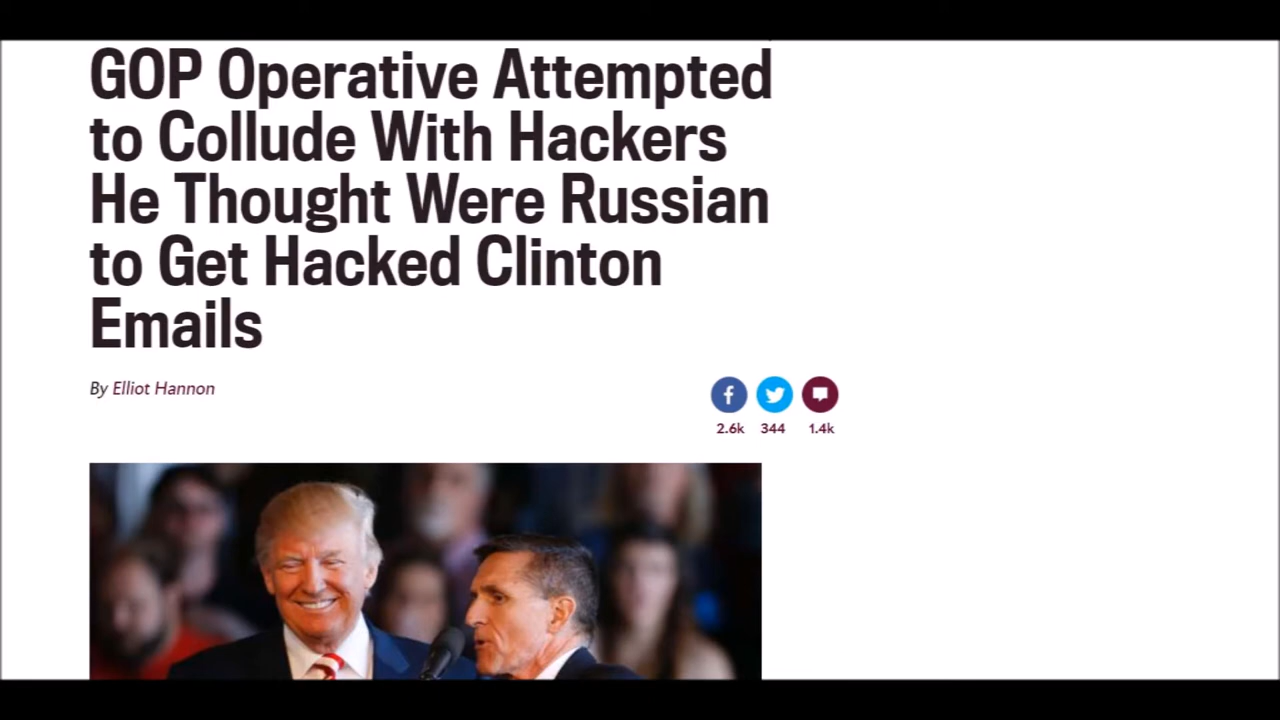 GOP Operative Attempted
to Collude With Hackers
He Thought Were Russian
to Get Hacked Clinton
Emails
By Elliot Hannon
2.6k 344 1.4k